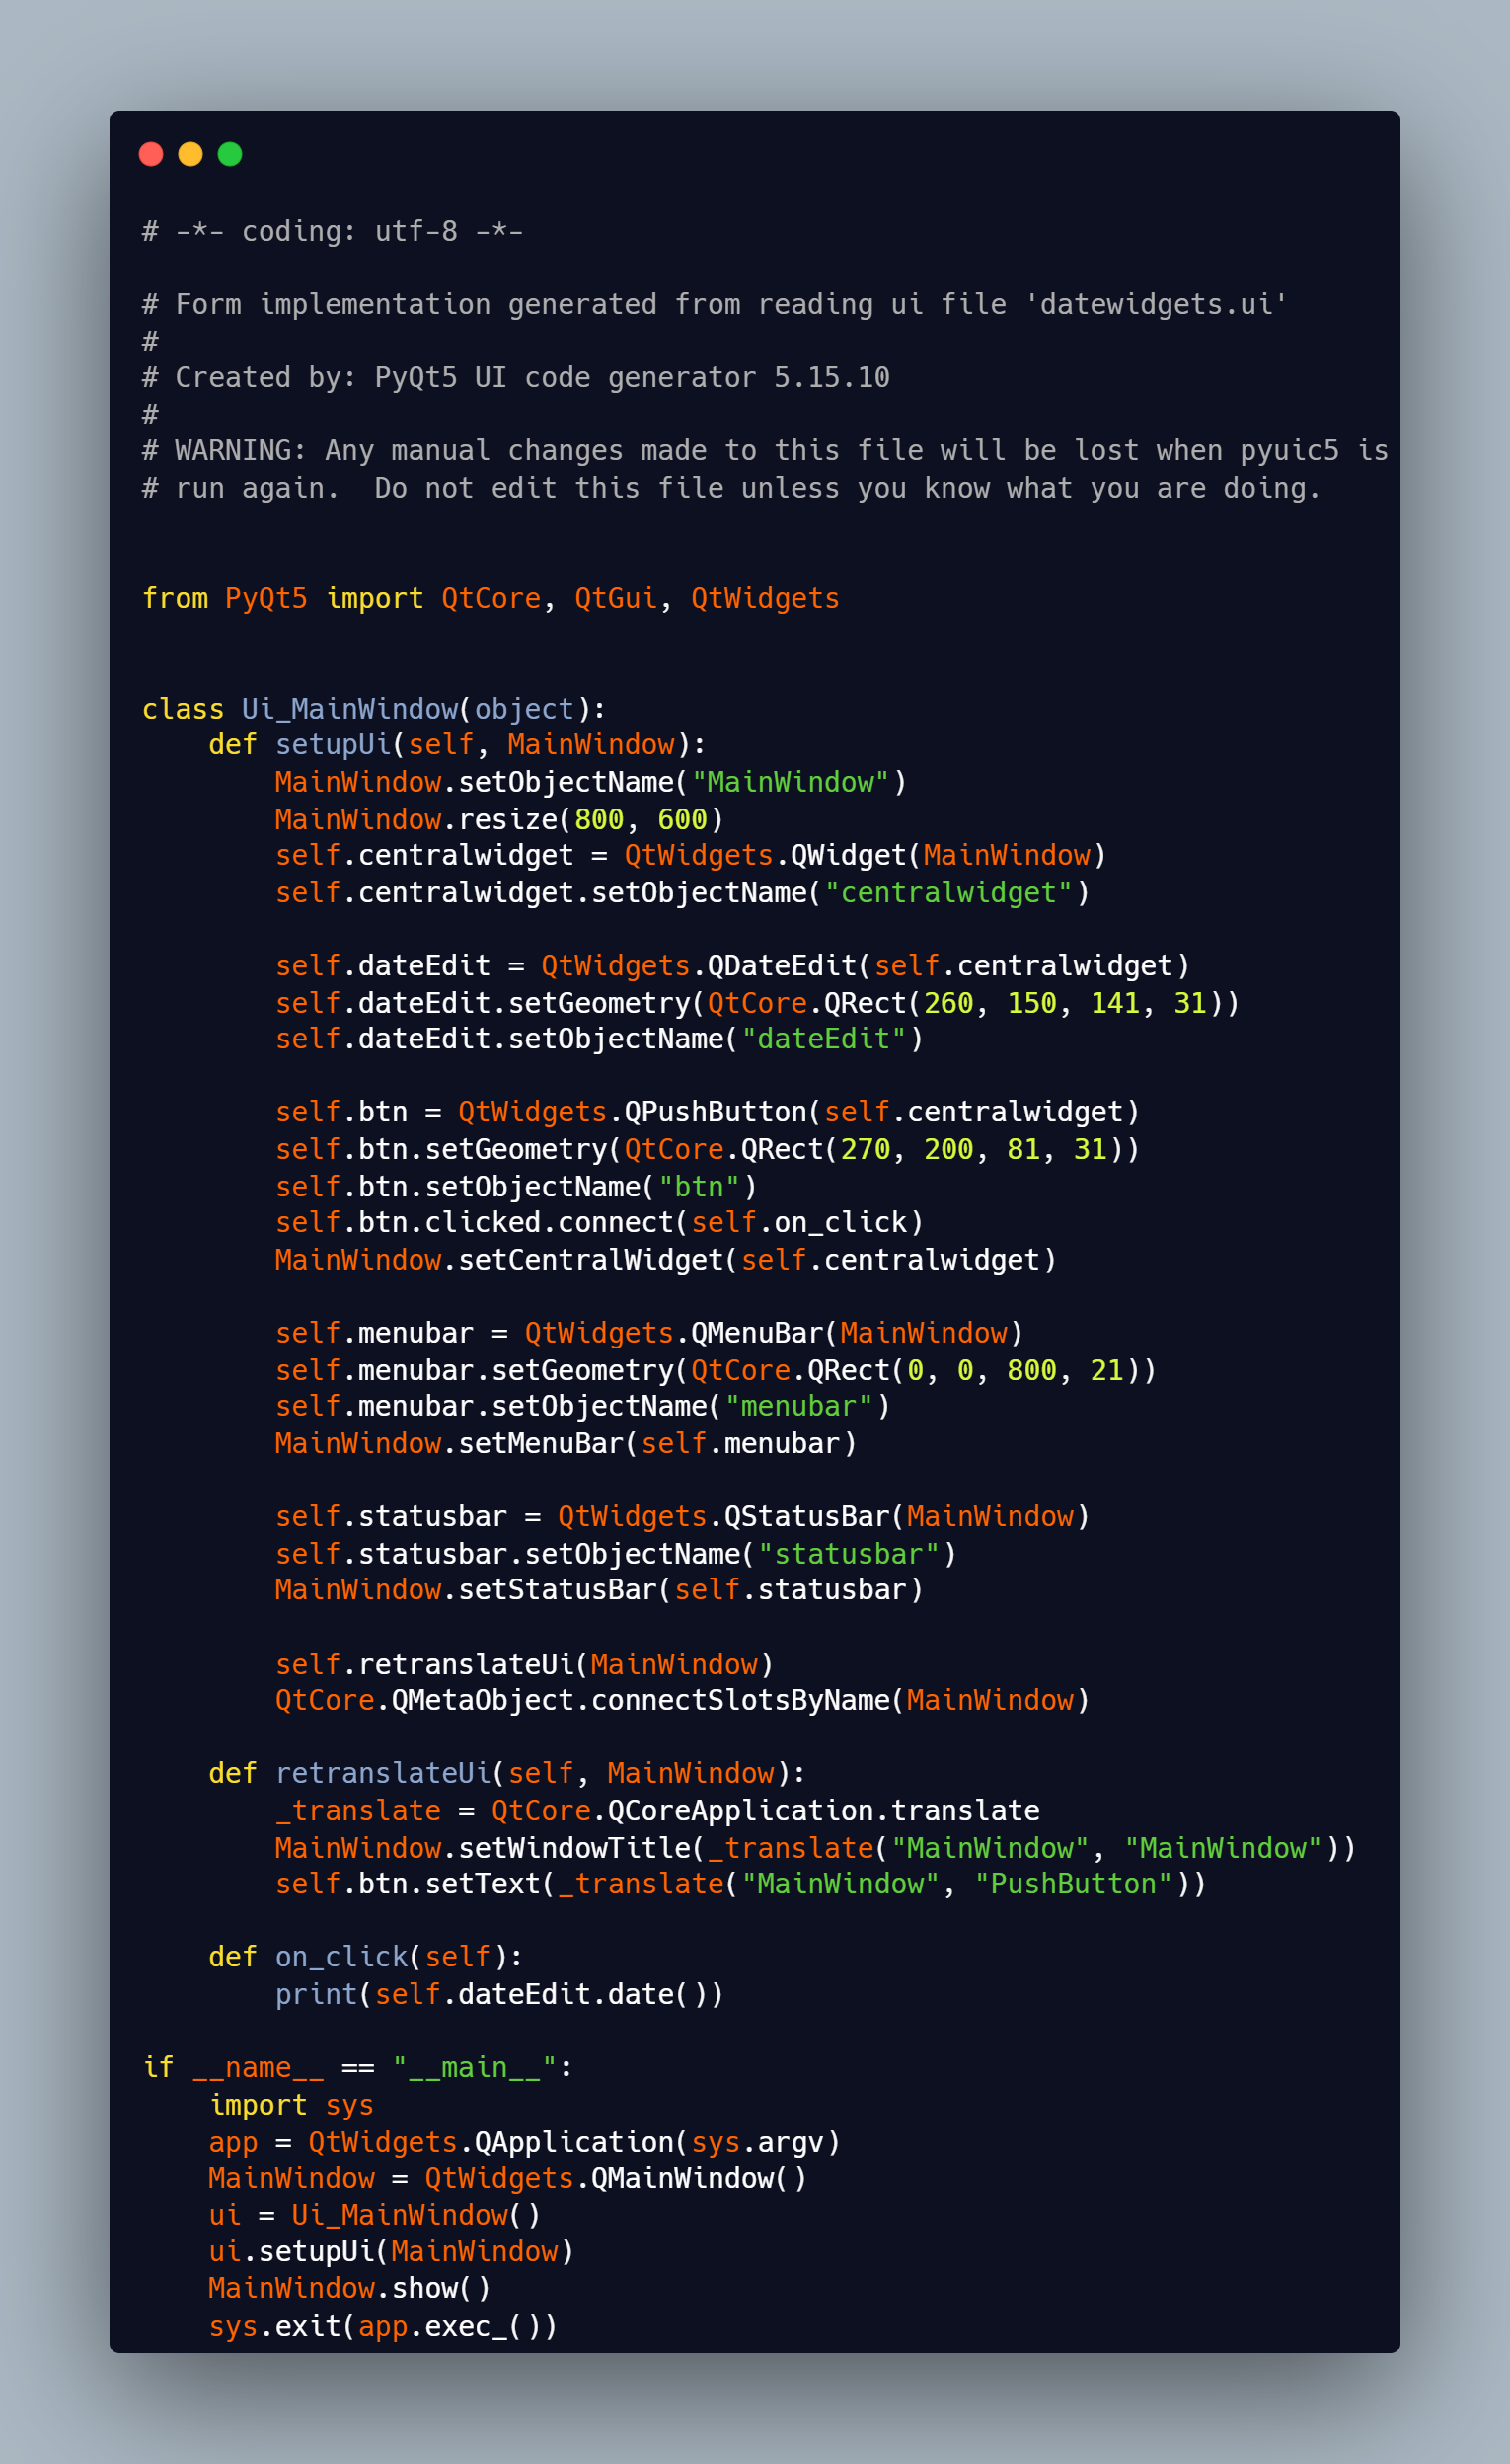 # -*- coding: utf-8 -*-

# Form implementation generated from reading ui file 'datewidgets.ui'
#
# Created by: PyQt5 UI code generator 5.15.10
#
# WARNING: Any manual changes made to this file will be lost when pyuic5 is
# run again.  Do not edit this file unless you know what you are doing.


from PyQt5 import QtCore, QtGui, QtWidgets


class Ui_MainWindow(object):
    def setupUi(self, MainWindow):
        MainWindow.setObjectName("MainWindow")
        MainWindow.resize(800, 600)
        self.centralwidget = QtWidgets.QWidget(MainWindow)
        self.centralwidget.setObjectName("centralwidget")

        self.dateEdit = QtWidgets.QDateEdit(self.centralwidget)
        self.dateEdit.setGeometry(QtCore.QRect(260, 150, 141, 31))
        self.dateEdit.setObjectName("dateEdit")

        self.btn = QtWidgets.QPushButton(self.centralwidget)
        self.btn.setGeometry(QtCore.QRect(270, 200, 81, 31))
        self.btn.setObjectName("btn")
        self.btn.clicked.connect(self.on_click)
        MainWindow.setCentralWidget(self.centralwidget)

        self.menubar = QtWidgets.QMenuBar(MainWindow)
        self.menubar.setGeometry(QtCore.QRect(0, 0, 800, 21))
        self.menubar.setObjectName("menubar")
        MainWindow.setMenuBar(self.menubar)

        self.statusbar = QtWidgets.QStatusBar(MainWindow)
        self.statusbar.setObjectName("statusbar")
        MainWindow.setStatusBar(self.statusbar)

        self.retranslateUi(MainWindow)
        QtCore.QMetaObject.connectSlotsByName(MainWindow)

    def retranslateUi(self, MainWindow):
        _translate = QtCore.QCoreApplication.translate
        MainWindow.setWindowTitle(_translate("MainWindow", "MainWindow"))
        self.btn.setText(_translate("MainWindow", "PushButton"))

    def on_click(self):
        print(self.dateEdit.date())

if __name__ == "__main__":
    import sys
    app = QtWidgets.QApplication(sys.argv)
    MainWindow = QtWidgets.QMainWindow()
    ui = Ui_MainWindow()
    ui.setupUi(MainWindow)
    MainWindow.show()
    sys.exit(app.exec_())